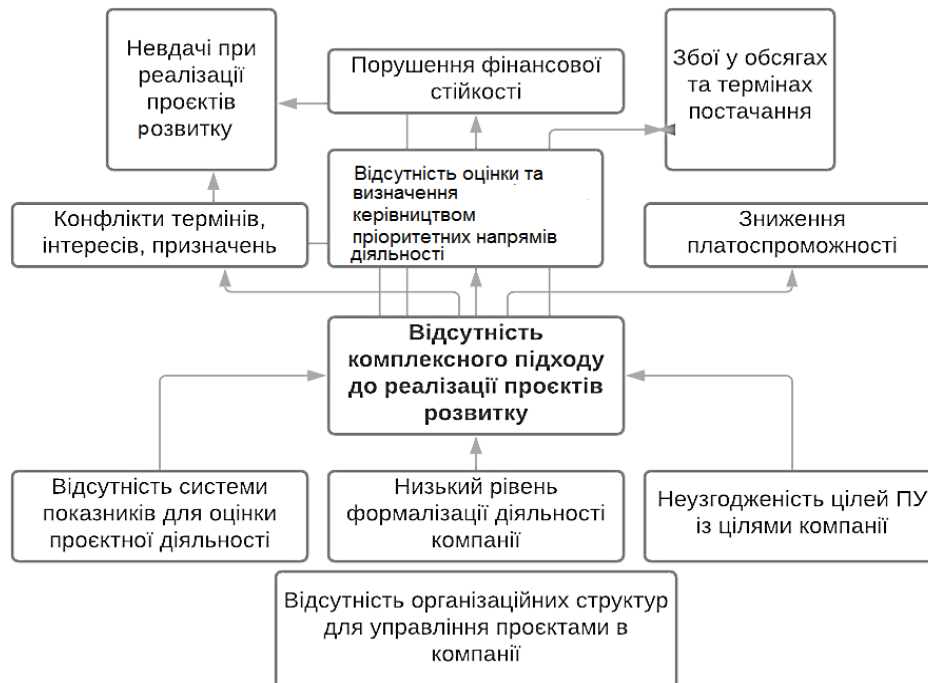 Невдачі при
реалізації
проєктів
розвитку
Порушення фінансової
стійкості
Збої у обсягах
та термінах
постачання
Конфлікти термінів,
інтересів, призначень
Відсутність оцінки та
визначення
керівництвом
пріоритетних напрямів
діяльності
Зниження
платоспроможності
Відсутність
комплексного підходу
до реалізації проєктів
розвитку
Відсутність системи
показників для оцінки
проєктної діяльності
Низький рівень
формалізації діяльності
компанії
Неузгодженість цілей ПУ
із цілями компанії
Відсутність організаційних структур
для управління проєктами в
компанії